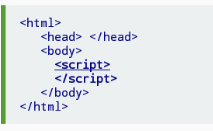 <html>
<head> </head>
<body>
<script>
</script>
</body>
</html>